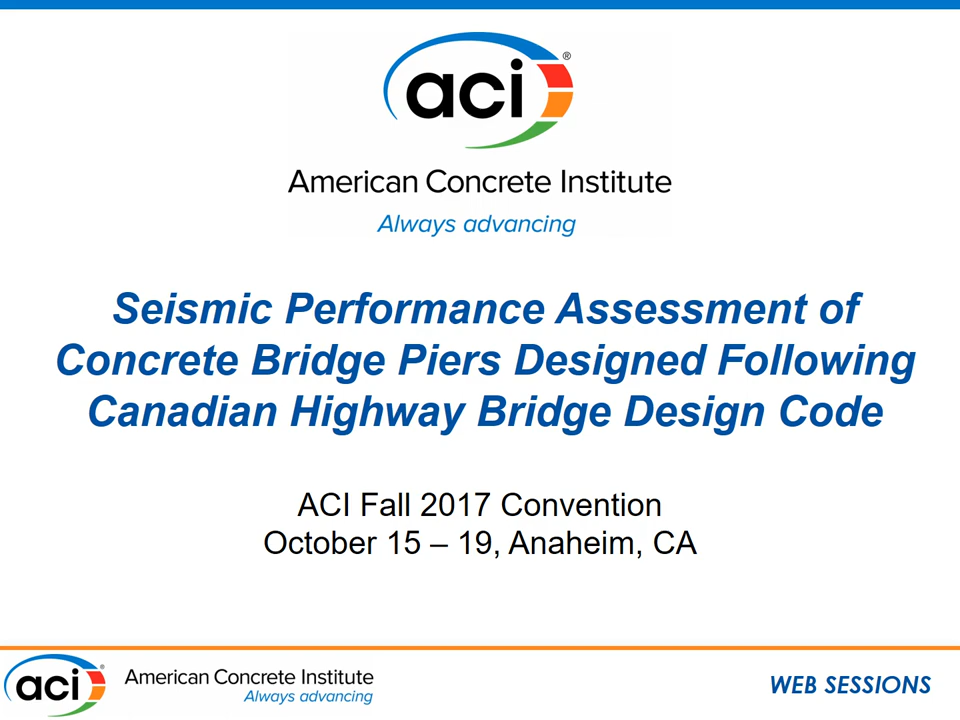 aci®
American Concrete Institute
Always advancing
Seismic Performance Assessment of
Concrete Bridge Piers Designed Following
Canadian Highway Bridge Design Code
ACI Fall 2017 Convention
October 15 – 19, Anaheim, CA
aci®
American Concrete Institute
Always advancing
WEB SESSIONS